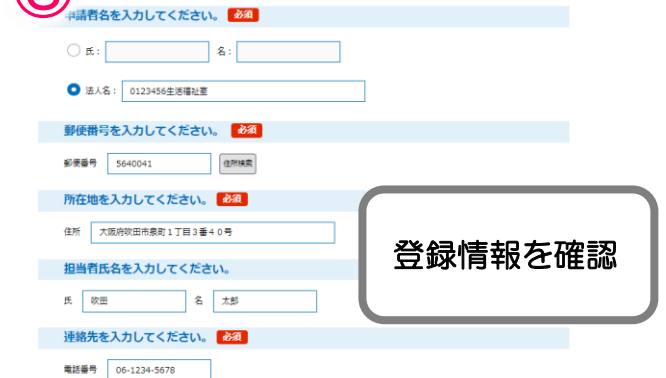 申請者名を入力してください。 必須
氏： 名：
法人名： 0123456生活福祉室
郵便番号を入力してください。 必須
郵便番号 5640041 住所検索
所在地を入力してください。 必須
住所 大阪府吹田市泉町１丁目３番４０号
登録情報を確認
担当者氏名を入力してください。
氏 吹田 名 太郎
連絡先を入力してください。 必須
電話番号 06-1234-5678